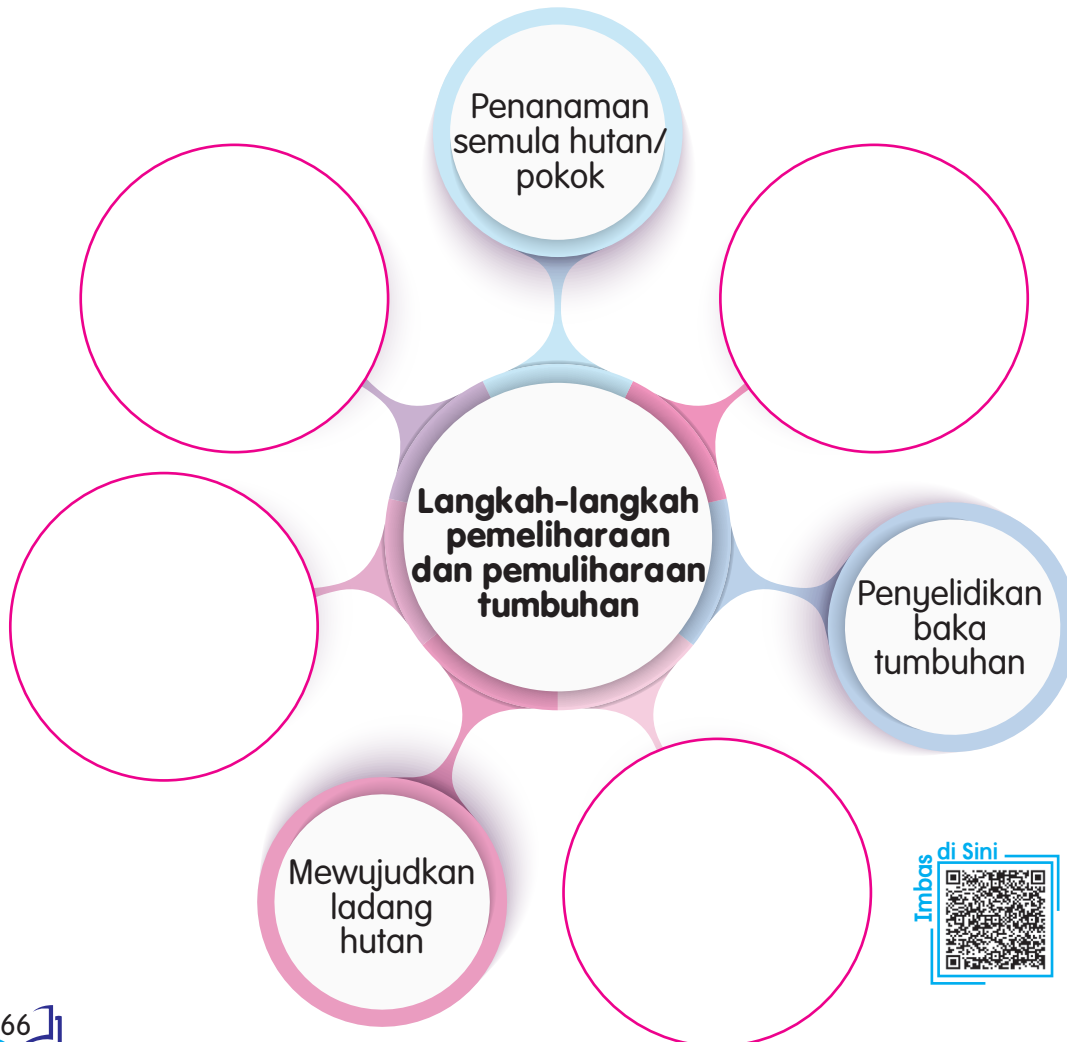 Penanaman
semula hutan/
pokok
Langkah-langkah
pemeliharaan
dan pemuliharaan
tumbuhan
Penyelidikan
baka
tumbuhan
Mewujudkan
ladang
hutan
Imbas di Sini
66